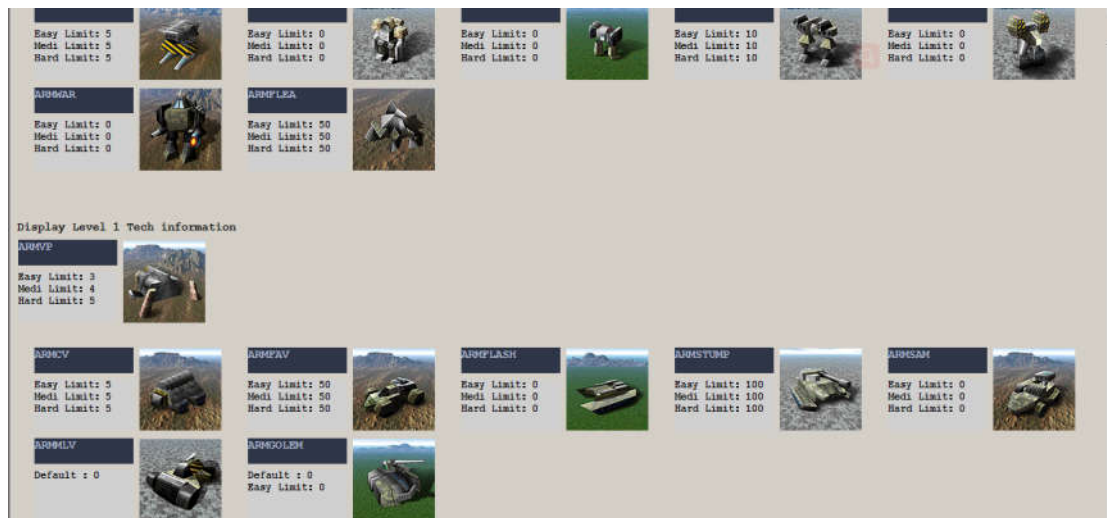 Easy Limit: 5
Medi Limit: 5
Hard Limit: 5
Easy Limit: 0
Medi Limit: 0
Hard Limit: 0
Easy Limit: 0
Medi Limit: 0
Hard Limit: 0
Easy Limit: 10
Medi Limit: 10
Hard Limit: 10
Easy Limit: 0
Medi Limit: 0
Hard Limit: 0
ARMWAR
Easy Limit: 0
Medi Limit: 0
Hard Limit: 0
ARMFLEA
Easy Limit: 50
Medi Limit: 50
Hard Limit: 50
Display Level 1 Tech information
ARMVP
Easy Limit: 3
Medi Limit: 4
Hard Limit: 5
ARMCV
Easy Limit: 5
Medi Limit: 5
Hard Limit: 5
ARMFAV
Easy Limit: 50
Medi Limit: 50
Hard Limit: 50
ARMFLASH
Easy Limit: 0
Medi Limit: 0
Hard Limit: 0
ARMSTUMP
Easy Limit: 100
Medi Limit: 100
Hard Limit: 100
ARMSAM
Easy Limit: 0
Medi Limit: 0
Hard Limit: 0
ARMMLV
Default : 0
ARMGOLEM
Default : 0
Easy Limit: 0